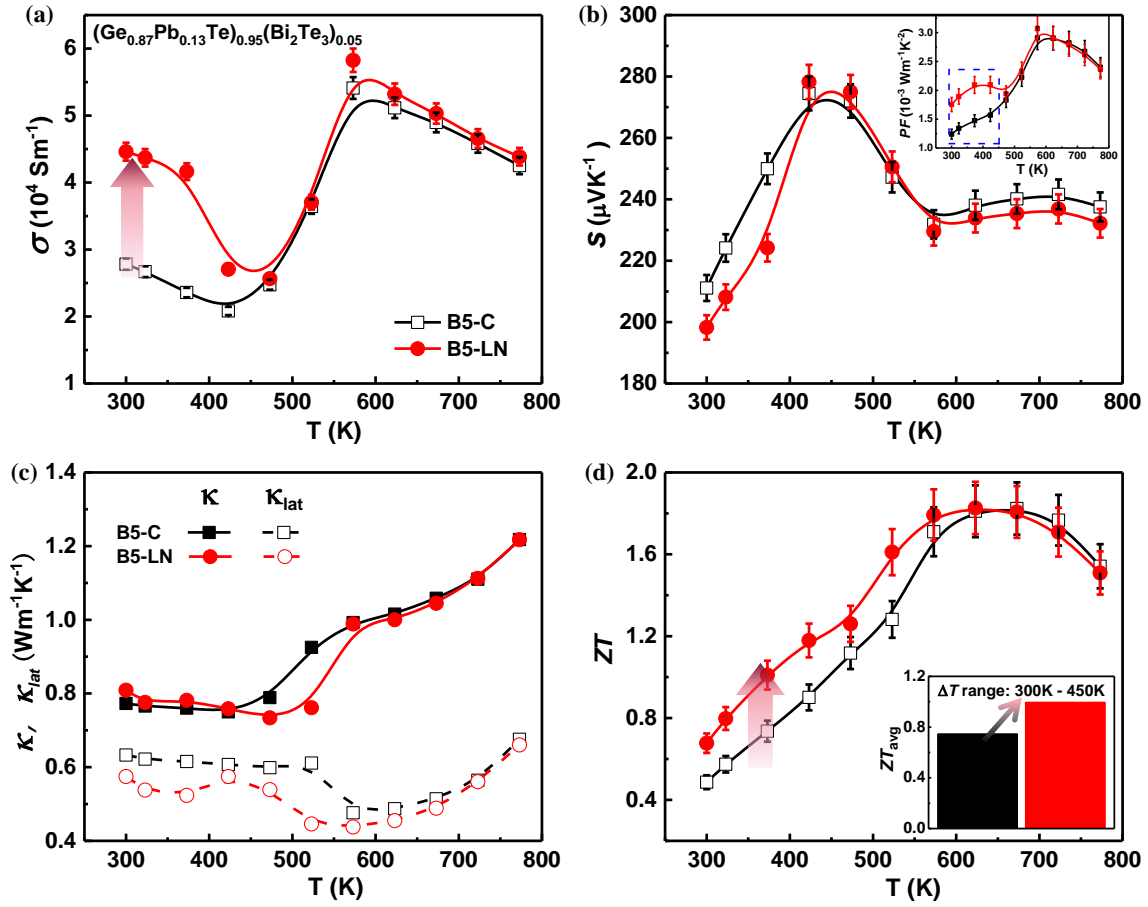 (a)
(Ge0.87Pb0.13Te)0.95(Bi2Te3)0.05
σ (10⁴ Sm⁻¹)
6
5
4
3
2
1
B5-C
B5-LN
300 400 500 600 700 800
T (K)
(b)
S (μVK⁻¹)
300
280
260
240
220
200
180
PF (10⁻³ Wm⁻¹K⁻²)
3.0
2.5
2.0
1.5
1.0
300 400 500 600 700 800
T (K)
300 400 500 600 700 800
T (K)
(c)
κ, κlat (Wm⁻¹K⁻¹)
1.4
1.2
1.0
0.8
0.6
0.4
κ κlat
B5-C
B5-LN
300 400 500 600 700 800
T (K)
(d)
ZT
2.0
1.6
1.2
0.8
0.4
ΔT range: 300K - 450K
ZTavg
1.2
0.8
0.4
0.0
300 400 500 600 700 800
T (K)